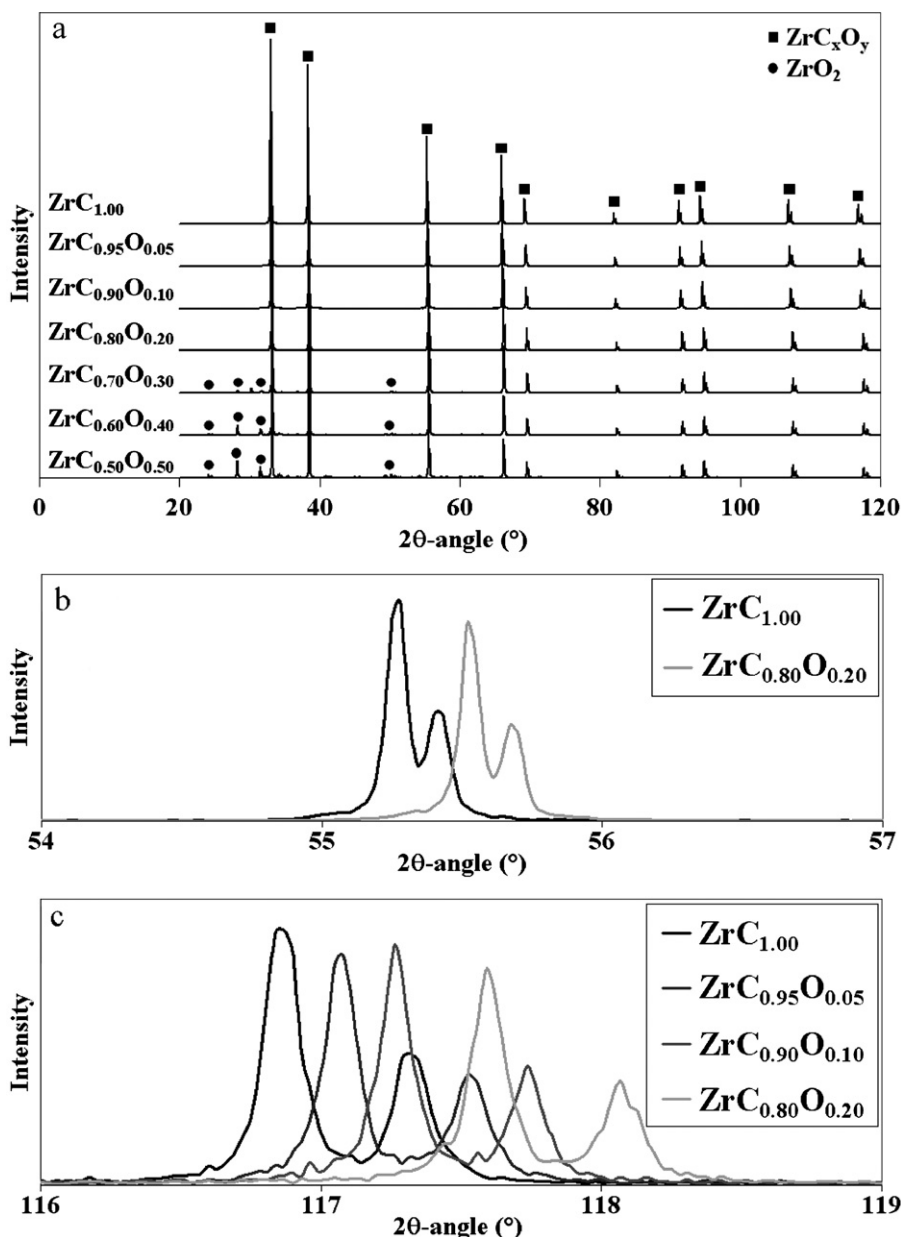 a
■ ZrCxOy
● ZrO2
Intensity
ZrC1.00
ZrC0.95O0.05
ZrC0.90O0.10
ZrC0.80O0.20
ZrC0.70O0.30
ZrC0.60O0.40
ZrC0.50O0.50
0 20 40 60 80 100 120
2θ-angle (°)
b
Intensity
ZrC1.00
ZrC0.80O0.20
54 55 56 57
2θ-angle (°)
c
Intensity
ZrC1.00
ZrC0.95O0.05
ZrC0.90O0.10
ZrC0.80O0.20
116 117 118 119
2θ-angle (°)